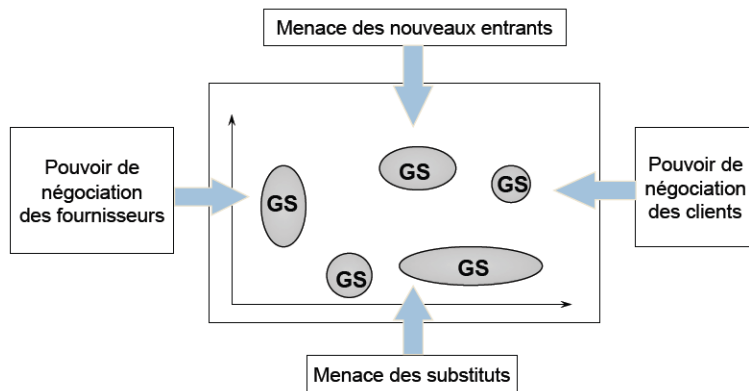 Menace des nouveaux entrants
Pouvoir de
négociation
des fournisseurs
GS
GS
GS
GS
GS
Pouvoir de
négociation
des clients
Menace des substituts